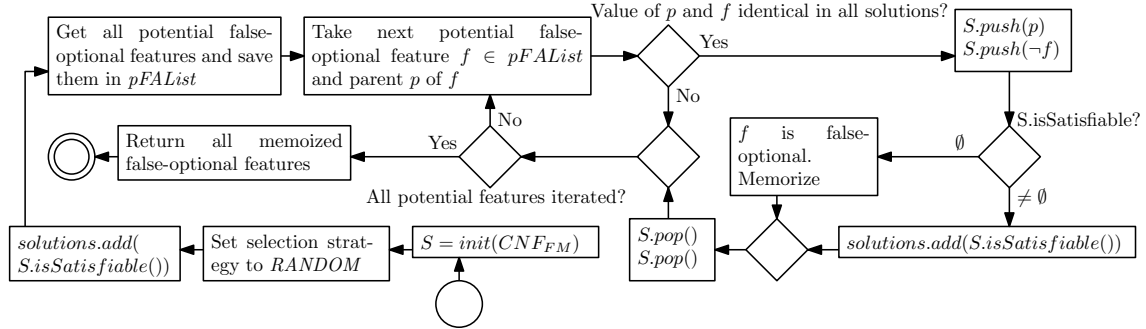 Value of p and f identical in all solutions?
Get all potential false-
optional features and save
them in pFAList
Take next potential false-
optional feature f ∈ pFAList
and parent p of f
Yes
S.push(p)
S.push(¬f)
No
No
S.isSatisfiable?
Return all memoized
false-optional features
Yes
f is false-
optional.
Memorize
∅
≠ ∅
All potential features iterated?
solutions.add(
S.isSatisfiable())
Set selection strat-
egy to RANDOM
S = init(CNF_FM)
S.pop()
S.pop()
solutions.add(S.isSatisfiable())